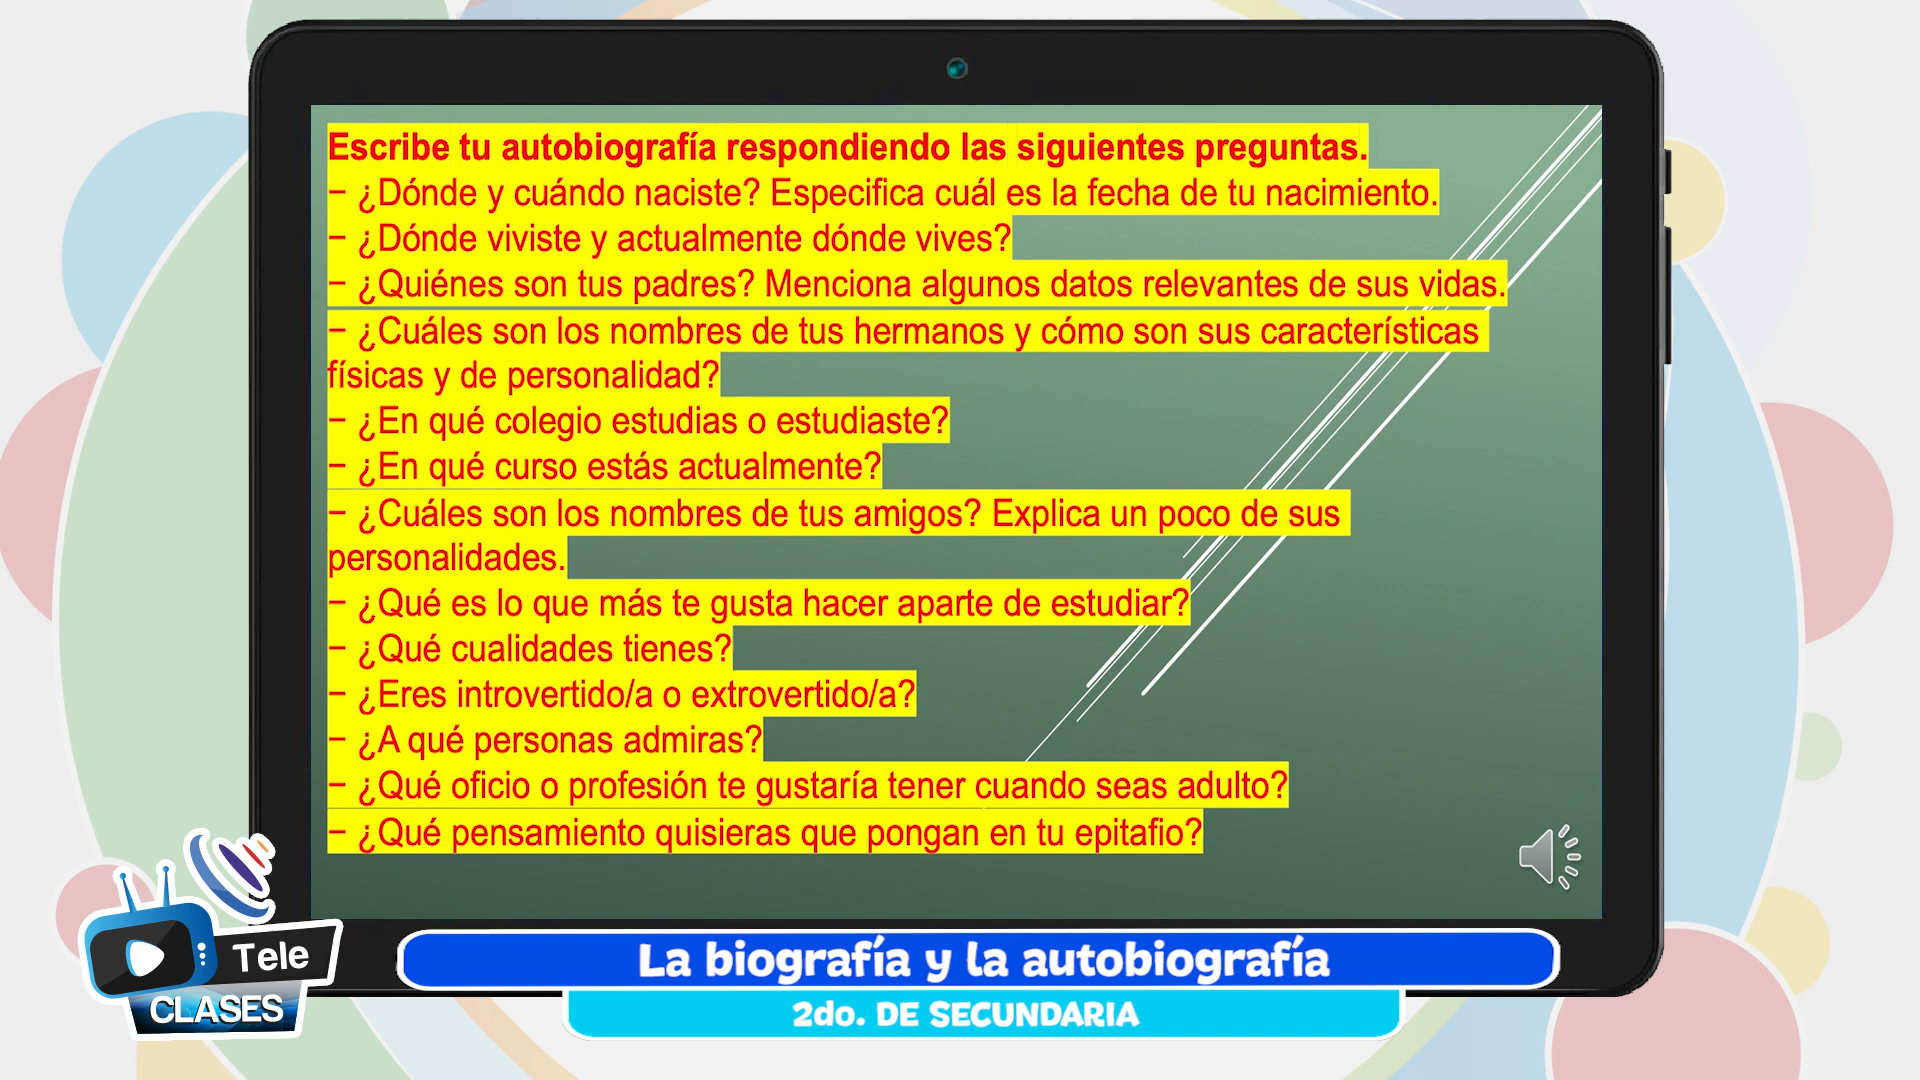 Escribe tu autobiografía respondiendo las siguientes preguntas.
− ¿Dónde y cuándo naciste? Especifica cuál es la fecha de tu nacimiento.
− ¿Dónde viviste y actualmente dónde vives?
− ¿Quiénes son tus padres? Menciona algunos datos relevantes de sus vidas.
− ¿Cuáles son los nombres de tus hermanos y cómo son sus características
físicas y de personalidad?
− ¿En qué colegio estudias o estudiaste?
− ¿En qué curso estás actualmente?
− ¿Cuáles son los nombres de tus amigos? Explica un poco de sus
personalidades.
− ¿Qué es lo que más te gusta hacer aparte de estudiar?
− ¿Qué cualidades tienes?
− ¿Eres introvertido/a o extrovertido/a?
− ¿A qué personas admiras?
− ¿Qué oficio o profesión te gustaría tener cuando seas adulto?
− ¿Qué pensamiento quisieras que pongan en tu epitafio?
Tele
CLASES
La biografía y la autobiografía
2do. DE SECUNDARIA